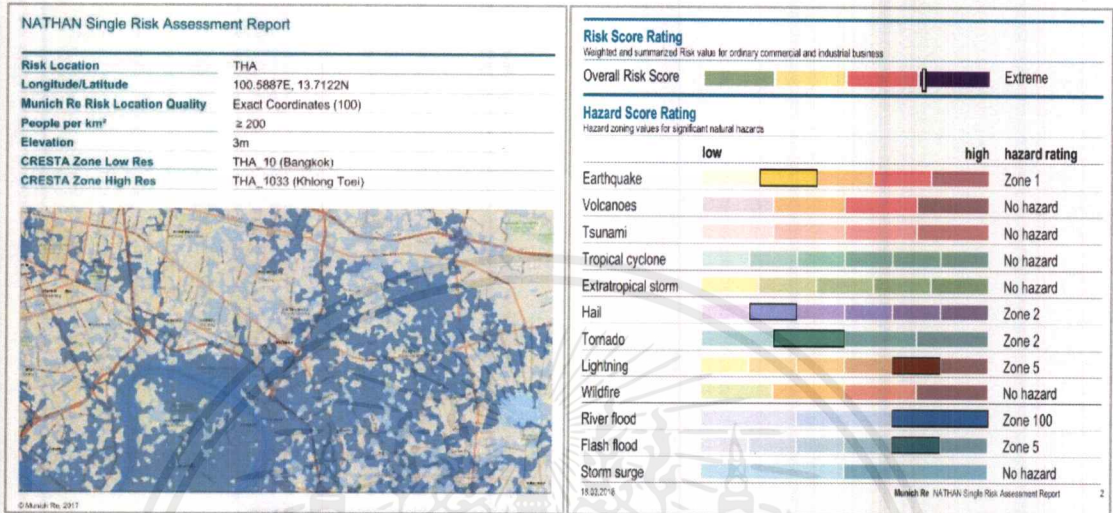 NATHAN Single Risk Assessment Report
Risk Location THA
Longitude/Latitude 100.5887E, 13.7122N
Munich Re Risk Location Quality Exact Coordinates (100)
People per km² ≥ 200
Elevation 3m
CRESTA Zone Low Res THA_10 (Bangkok)
CRESTA Zone High Res THA_1033 (Khlong Toei)
© Munich Re, 2017
Risk Score Rating
Weighted and summarized Risk value for ordinary commercial and industrial business
Overall Risk Score Extreme
Hazard Score Rating
Hazard zoning values for significant natural hazards
low high hazard rating
Earthquake Zone 1
Volcanoes No hazard
Tsunami No hazard
Tropical cyclone No hazard
Extratropical storm No hazard
Hail Zone 2
Tornado Zone 2
Lightning Zone 5
Wildfire No hazard
River flood Zone 100
Flash flood Zone 5
Storm surge No hazard
Munich Re NATHAN Single Risk Assessment Report 2